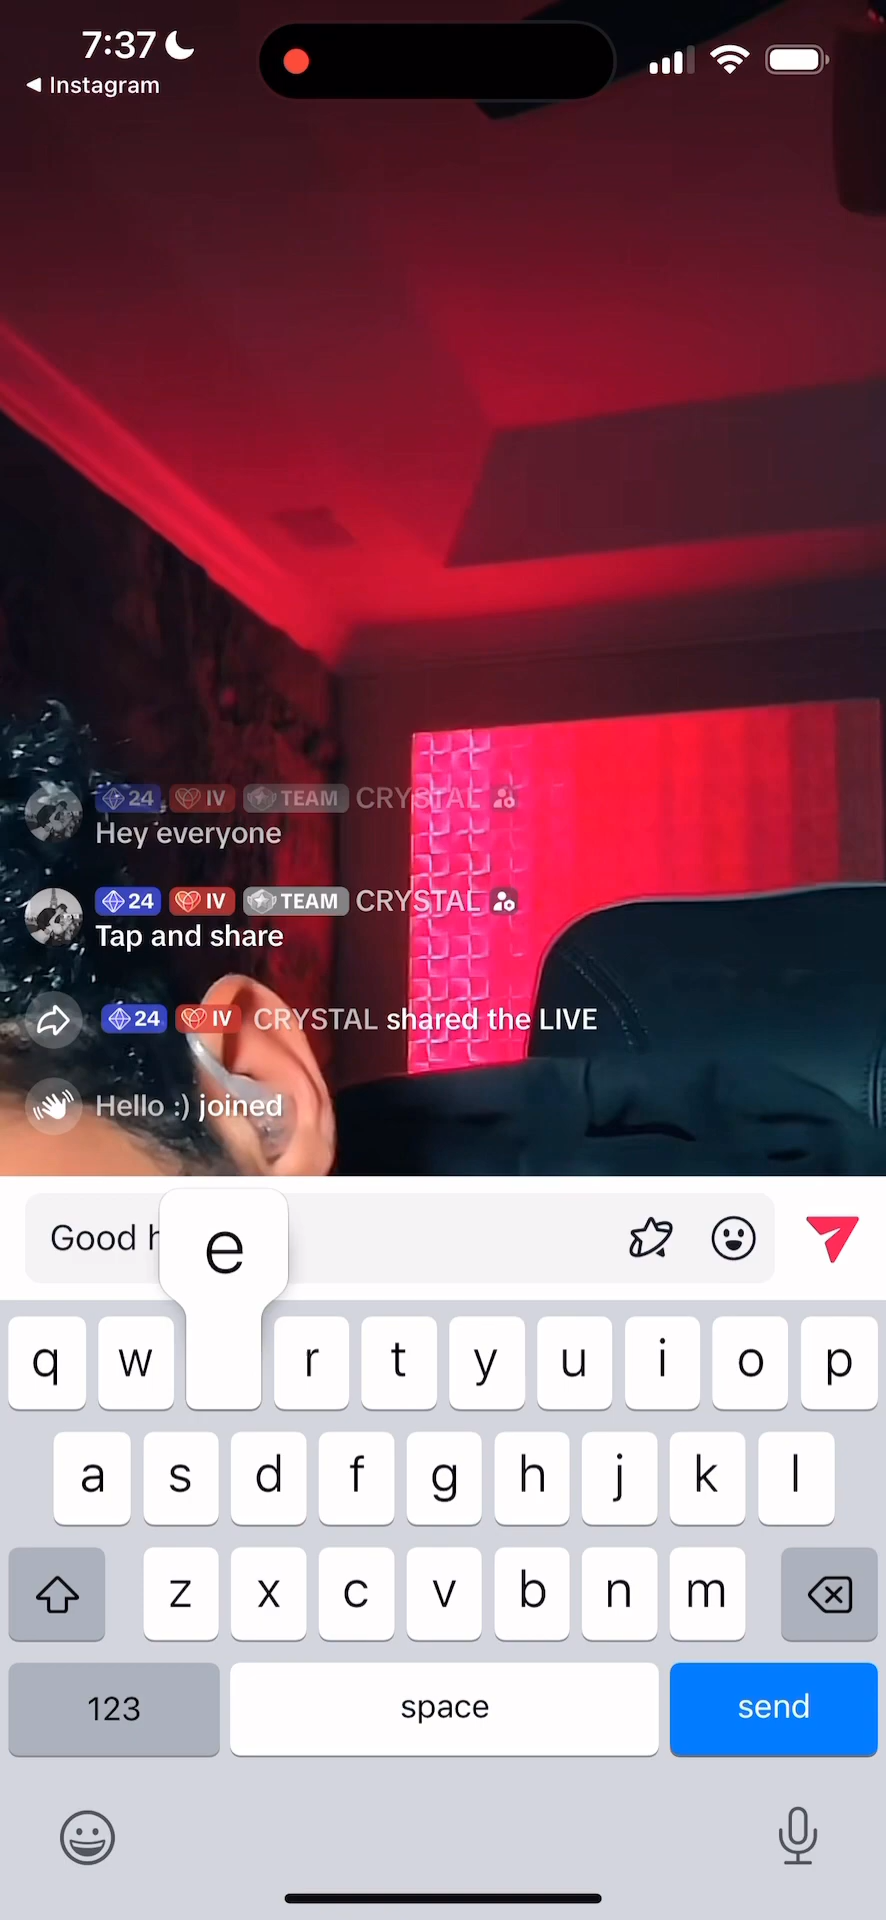 7:37
Instagram
24 IV TEAM CRYSTAL
Hey everyone
24 IV TEAM CRYSTAL
Tap and share
24 IV CRYSTAL shared the LIVE
Hello :) joined
Good h
e
q w r t y u i o p
a s d f g h j k l
z x c v b n m
123 space send